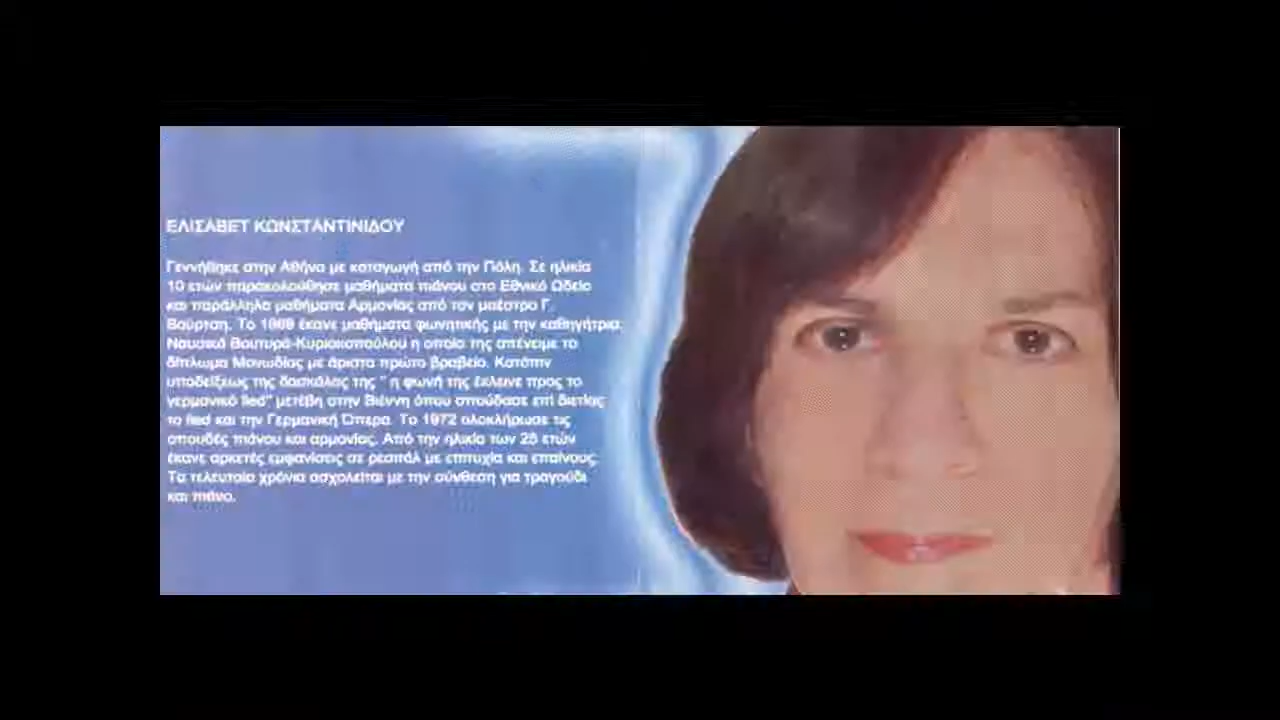 ΕΛΙΣΑΒΕΤ ΚΩΝΣΤΑΝΤΙΝΙΔΟΥ
Γεννήθηκε στην Αθήνα με καταγωγή από την Πόλη. Σε ηλικία
10 ετών παρακολούθησε μαθήματα πιάνου στο Εθνικό Ωδείο
και παράλληλα μαθήματα Αρμονίας από τον μαέστρο Γ.
Βούρτση. Το 1969 έκανε μαθήματα φωνητικής με την καθηγήτρια
Ναυσικά Βουτυρά-Κυριακοπούλου η οποία της απένειμε το
δίπλωμα Μονωδίας με άριστα πρώτο βραβείο. Κατόπιν
υποδείξεως της δασκάλας της " η φωνή της έκλεινε προς το
γερμανικό lied" μετέβη στην Βιέννη όπου σπούδασε επί διετίας
το lied και την Γερμανική Όπερα. Το 1972 ολοκλήρωσε τις
σπουδές πιάνου και αρμονίας. Από την ηλικία των 25 ετών
έκανε αρκετές εμφανίσεις σε ρεσιτάλ με επιτυχία και επαίνους.
Τα τελευταία χρόνια ασχολείται με την σύνθεση για τραγούδι
και πιάνο.